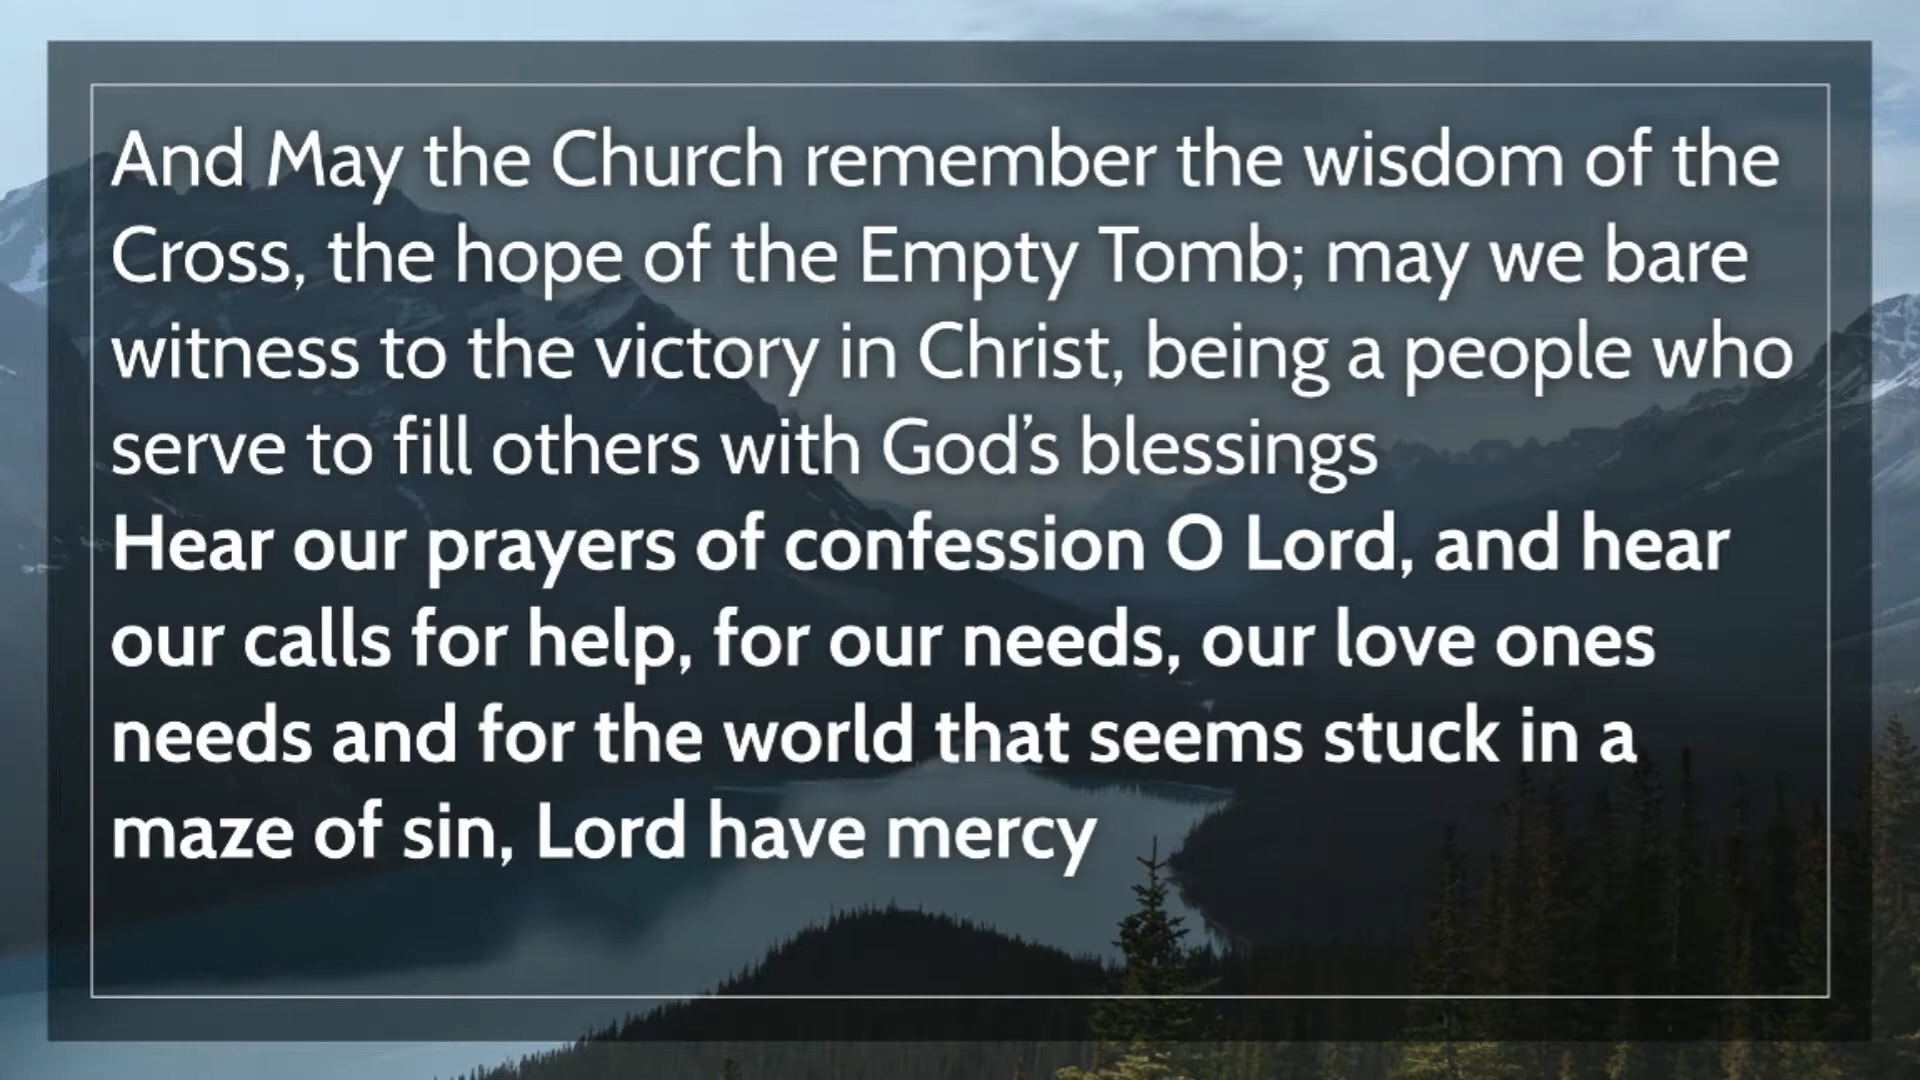 And May the Church remember the wisdom of the
Cross, the hope of the Empty Tomb; may we bare
witness to the victory in Christ, being a people who
serve to fill others with God’s blessings
Hear our prayers of confession O Lord, and hear
our calls for help, for our needs, our love ones
needs and for the world that seems stuck in a
maze of sin, Lord have mercy